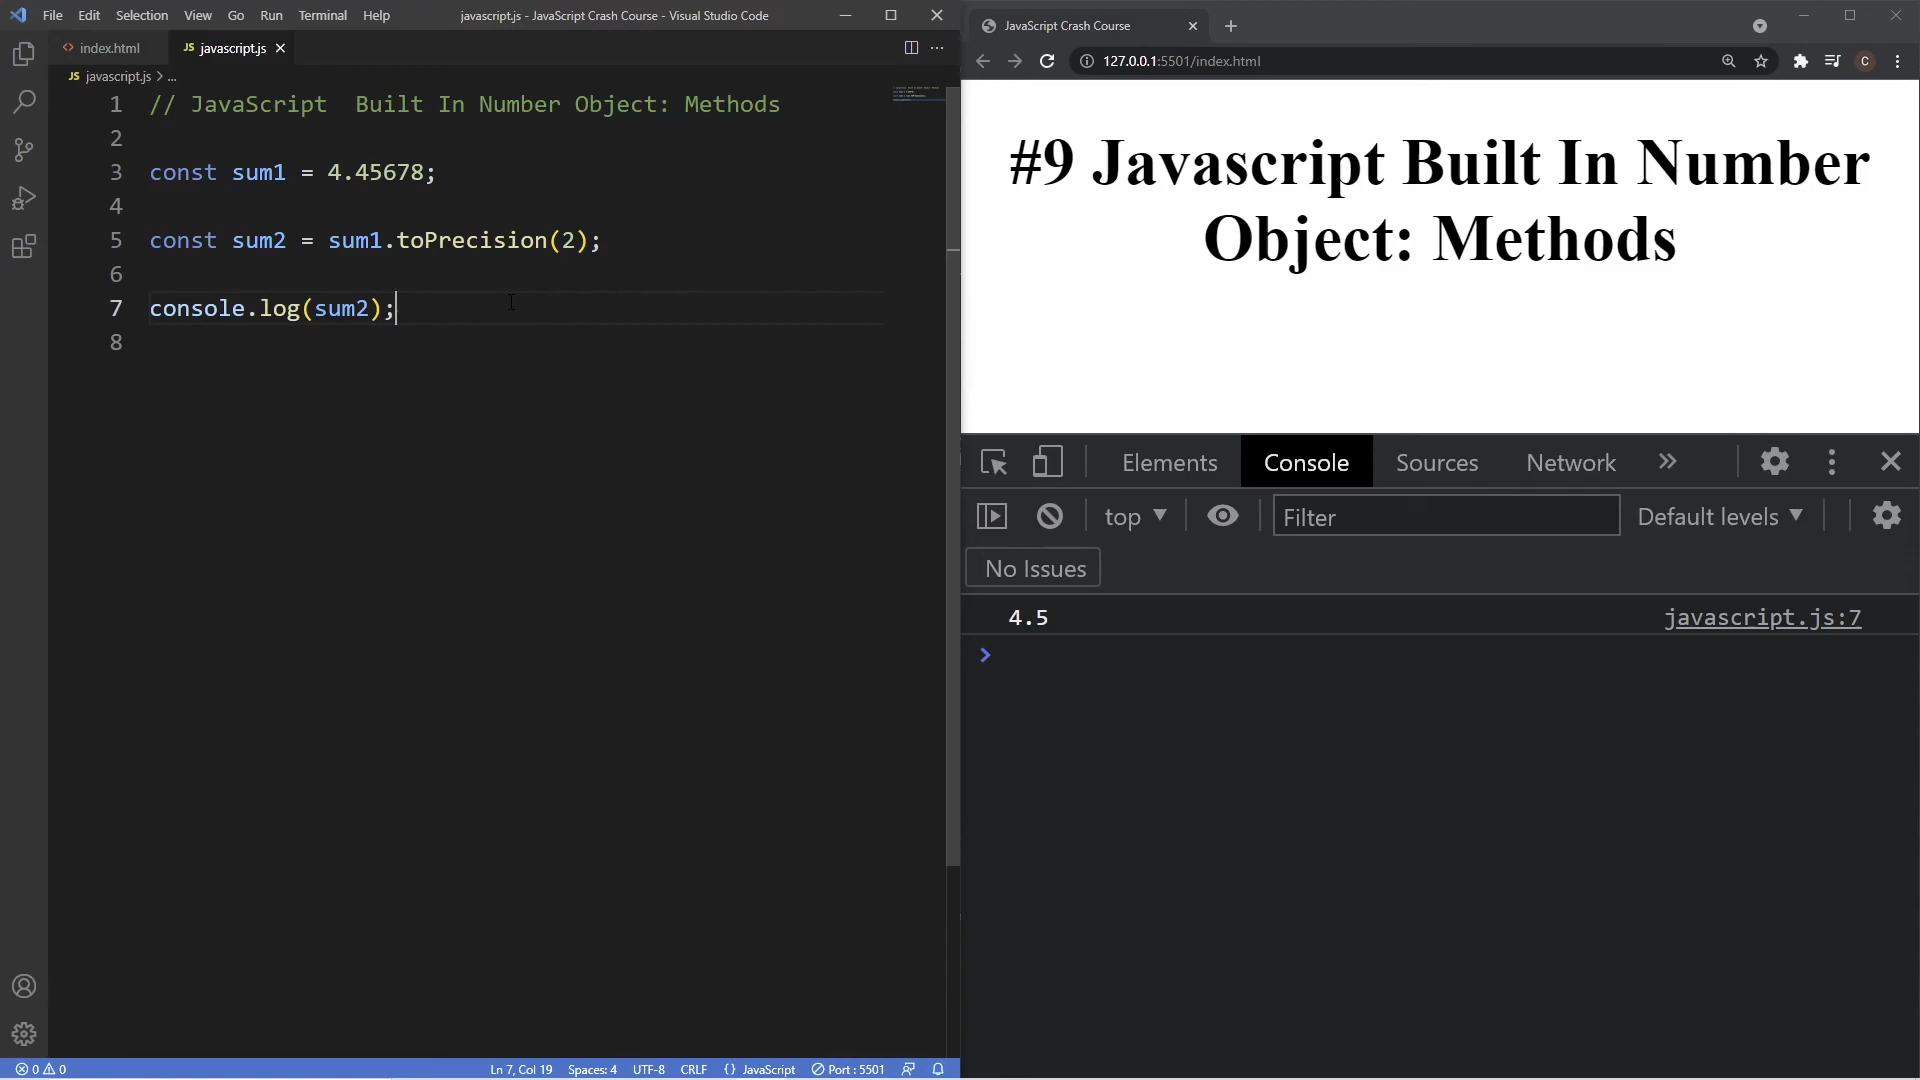 File Edit Selection View Go Run Terminal Help
javascript.js - JavaScript Crash Course - Visual Studio Code
index.html
JS javascript.js
JS javascript.js > ...
1 // JavaScript  Built In Number Object: Methods
2
3 const sum1 = 4.45678;
4
5 const sum2 = sum1.toPrecision(2);
6
7 console.log(sum2);
8
0 0
Ln 7, Col 19
Spaces: 4
UTF-8
CRLF
{} JavaScript
Port : 5501
JavaScript Crash Course
127.0.0.1:5501/index.html
C
#9 Javascript Built In Number
Object: Methods
Elements Console Sources Network
top
Filter
Default levels
No Issues
4.5 javascript.js:7